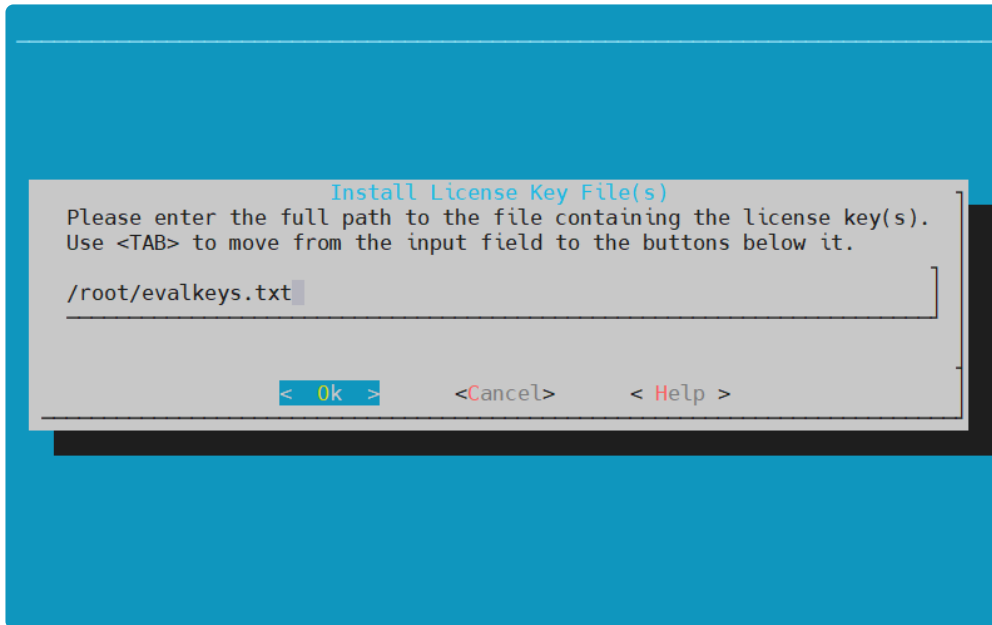 Install License Key File(s)
Please enter the full path to the file containing the license key(s).
Use <TAB> to move from the input field to the buttons below it.
/root/evalkeys.txt
< Ok > <Cancel> < Help >